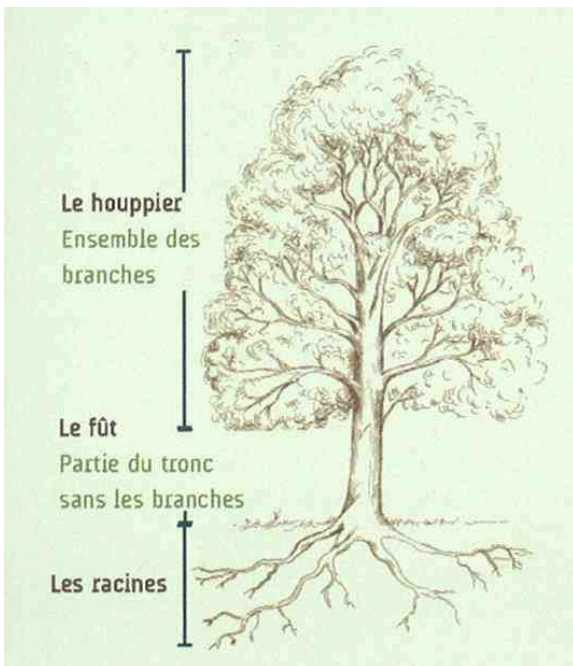 Le houppier
Ensemble des
branches
Le fût
Partie du tronc
sans les branches
Les racines